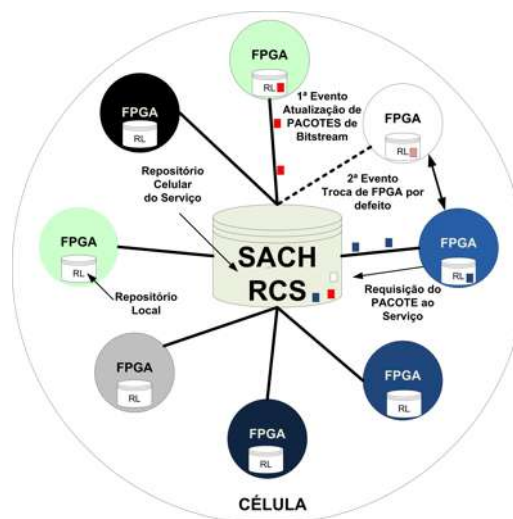 FPGA
RL
1ª Evento
Atualização de
PACOTES de
Bitstream
FPGA
RL
FPGA
RL
2ª Evento
Troca de FPGA por
defeito
Repositório
Celular
do Serviço
FPGA
RL
SACH
RCS
FPGA
RL
Repositório
Local
Requisição do
PACOTE ao
Serviço
FPGA
RL
FPGA
RL
FPGA
RL
CÉLULA